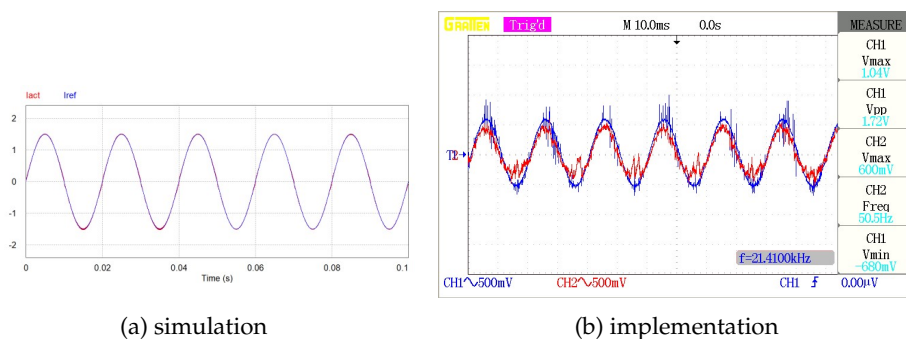 Iact Iref
2
1
0
-1
-2
0 0.02 0.04 0.06 0.08 0.1
Time (s)
(a) simulation
GRATTEN Trig'd M 10.0ms 0.0s MEASURE
CH1
Vmax
1.04V
CH1
Vpp
1.72V
CH2
Vmax
600mV
CH2
Freq
50.5Hz
CH1
Vmin
-680mV
f=21.4100kHz
CH1 500mV CH2 500mV CH1 0.00μV
(b) implementation